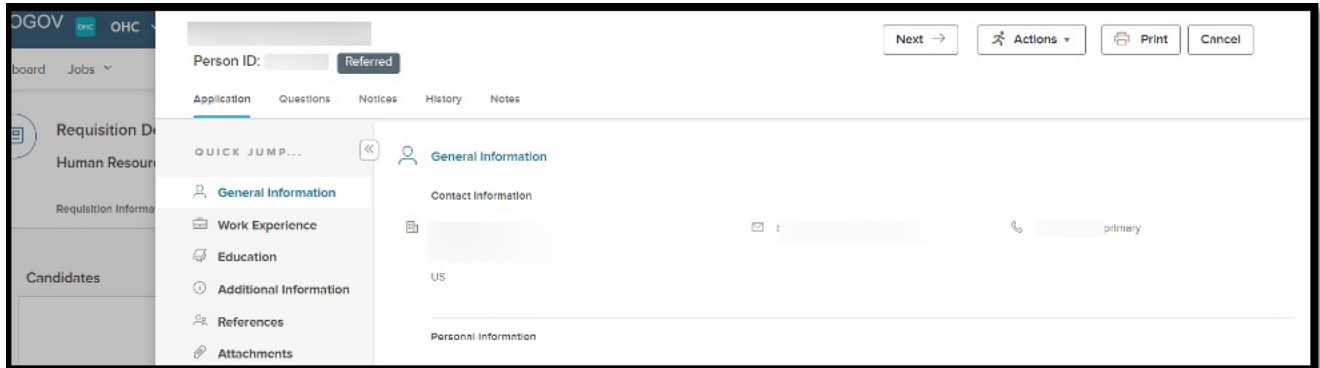 OGOV OHC OHC
Person ID: Referred
Next → Actions Print Cancel
board Jobs
Application Questions Notices History Notes
Requisition De
Human Resour
Requisition Informa
Candidates
QUICK JUMP...
General Information
Work Experience
Education
Additional Information
References
Attachments
General Information
Contact Information
t
primary
US
Personal Information